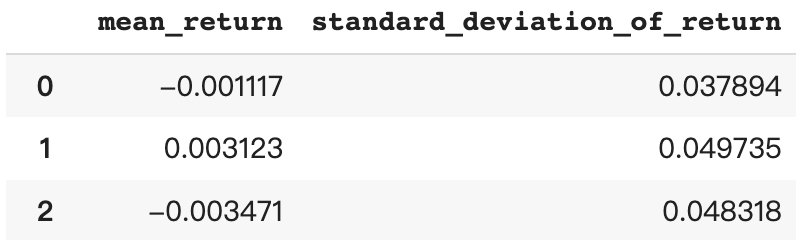 mean_return standard_deviation_of_return
0 −0.001117 0.037894
1 0.003123 0.049735
2 −0.003471 0.048318